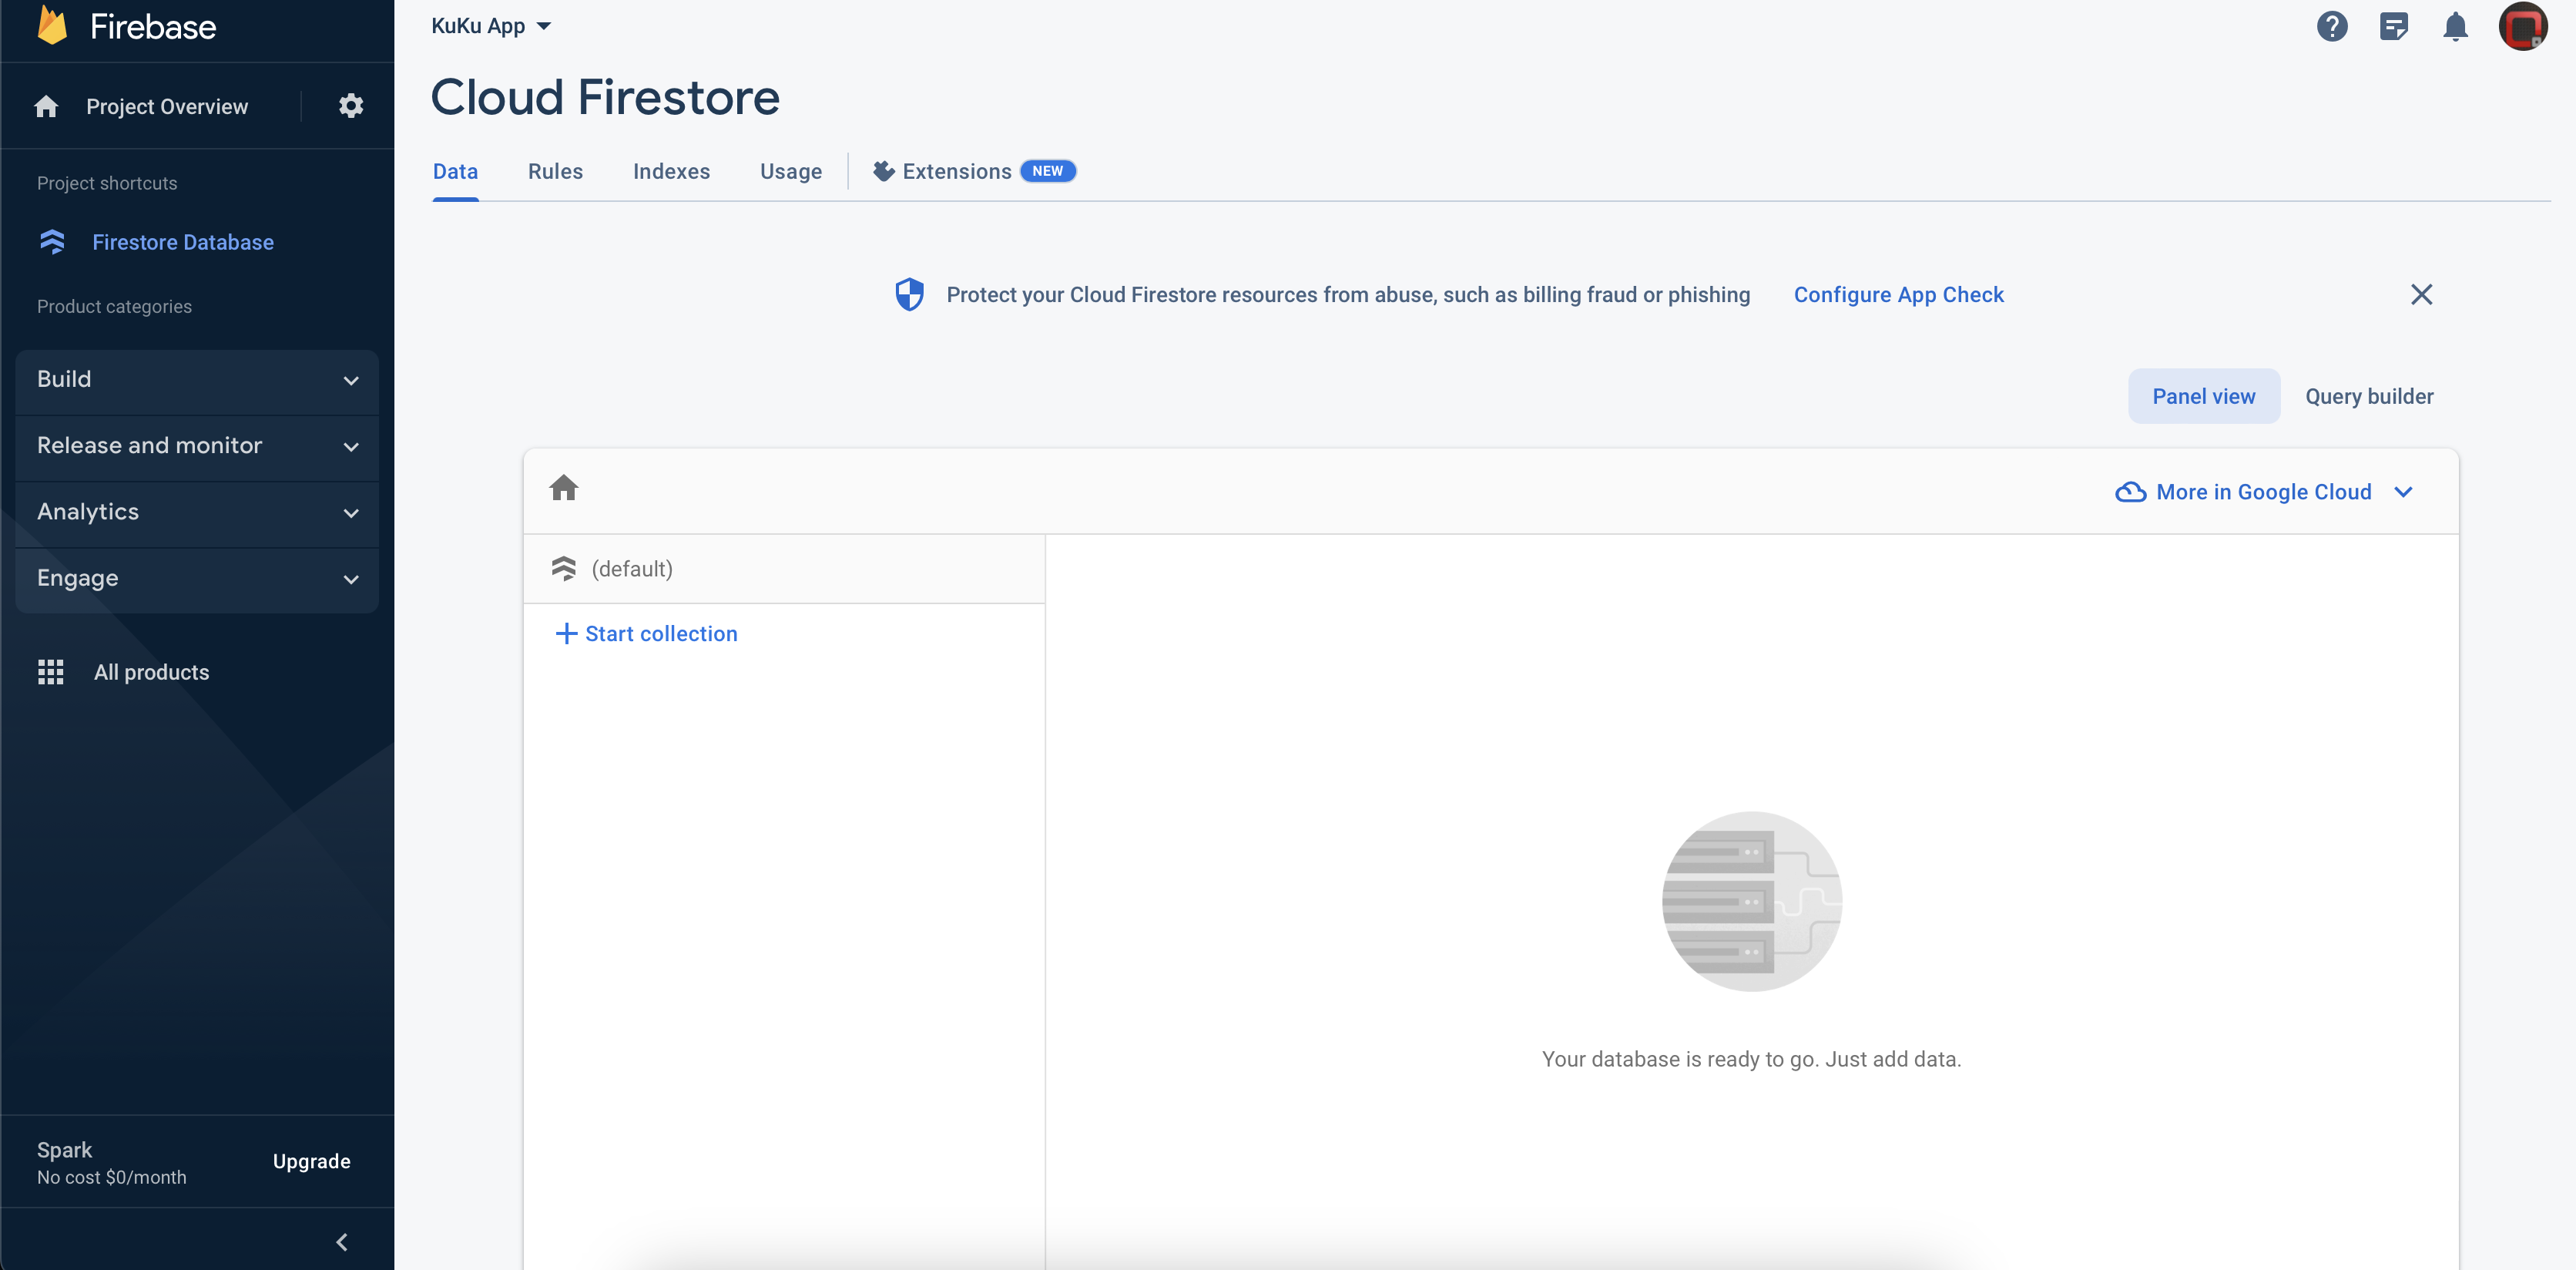 Firebase
Project Overview
Project shortcuts
Firestore Database
Product categories
Build
Release and monitor
Analytics
Engage
All products
Spark
No cost $0/month
Upgrade
KuKu App
Cloud Firestore
Data Rules Indexes Usage Extensions NEW
Protect your Cloud Firestore resources from abuse, such as billing fraud or phishing Configure App Check
Panel view Query builder
More in Google Cloud
(default)
Start collection
Your database is ready to go. Just add data.